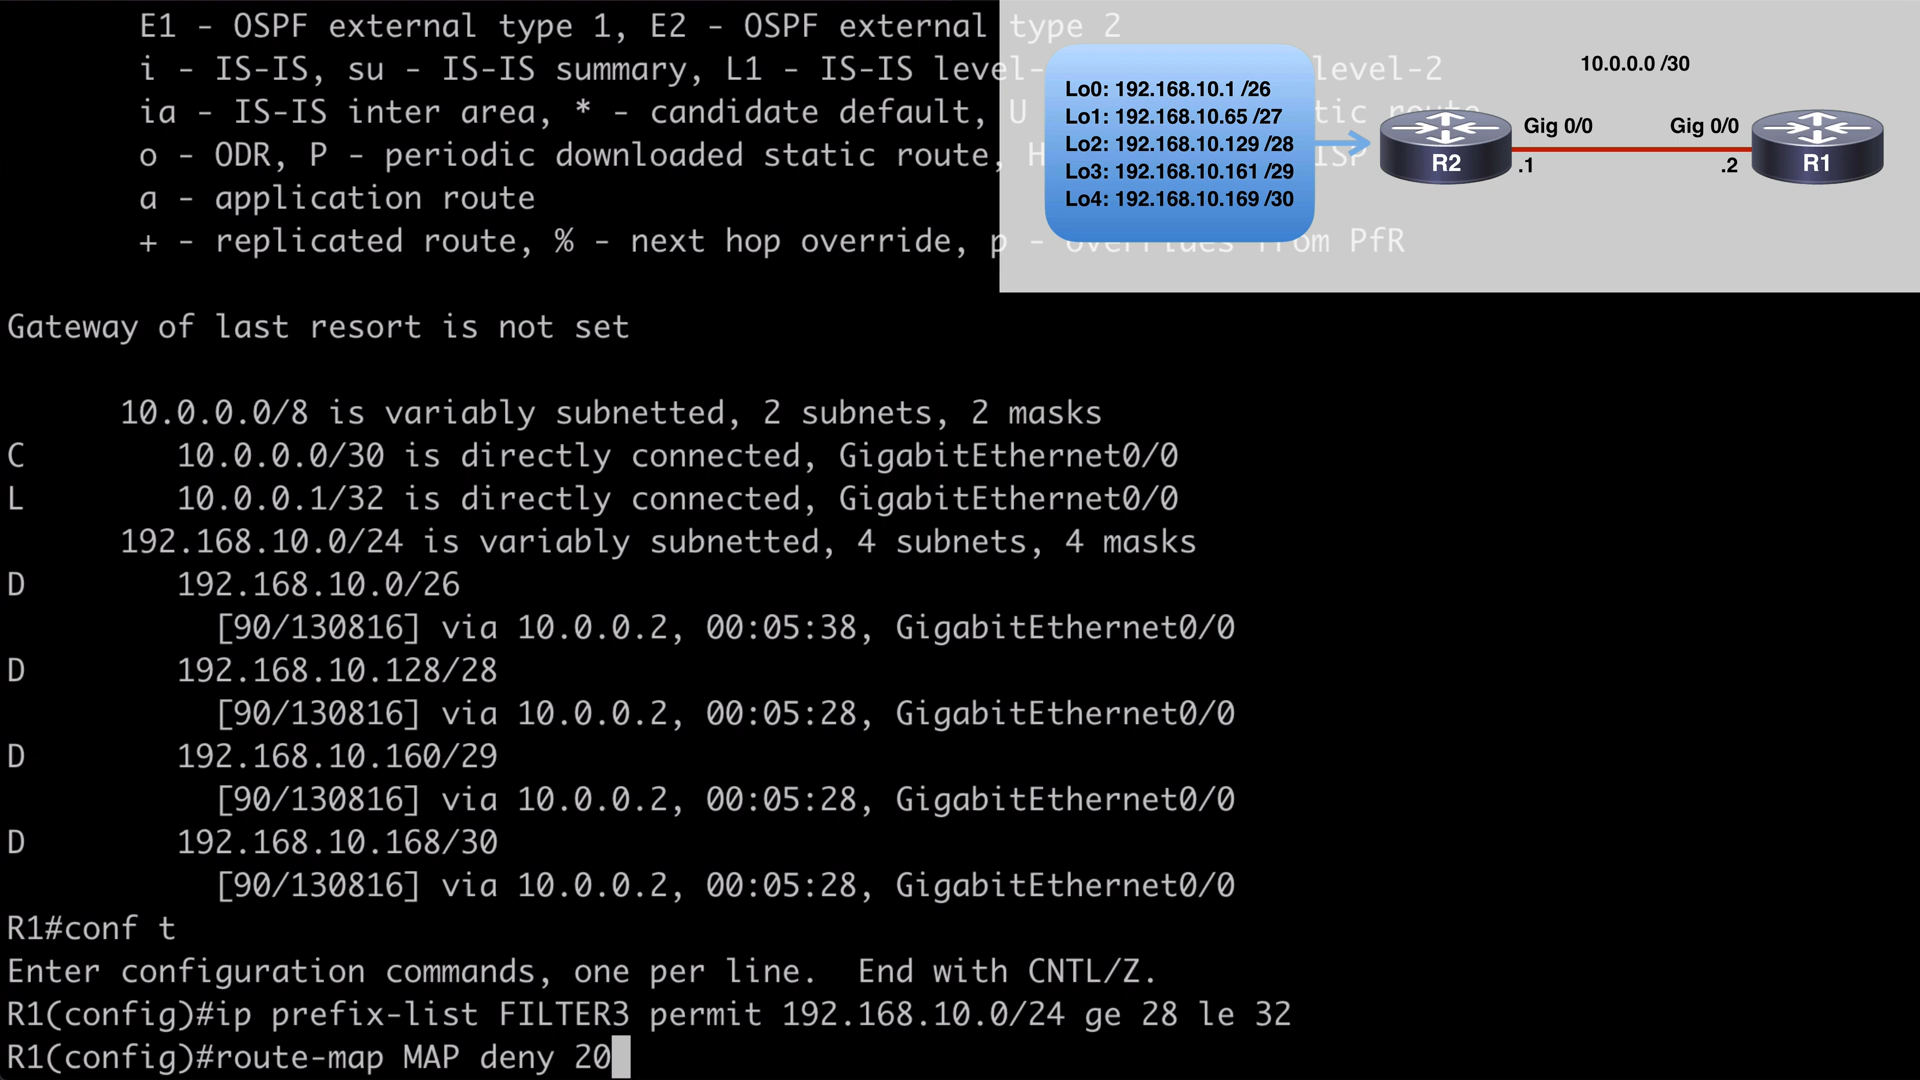 E1 - OSPF external type 1, E2 - OSPF external type 2
i - IS-IS, su - IS-IS summary, L1 - IS-IS level- level-2
ia - IS-IS inter area, * - candidate default, U tic route
o - ODR, P - periodic downloaded static route, H ISP
a - application route
+ - replicated route, % - next hop override, p - overrides from PfR
Lo0: 192.168.10.1 /26
Lo1: 192.168.10.65 /27
Lo2: 192.168.10.129 /28
Lo3: 192.168.10.161 /29
Lo4: 192.168.10.169 /30
10.0.0.0 /30
Gig 0/0 Gig 0/0
R2 R1
.1 .2
Gateway of last resort is not set
10.0.0.0/8 is variably subnetted, 2 subnets, 2 masks
C 10.0.0.0/30 is directly connected, GigabitEthernet0/0
L 10.0.0.1/32 is directly connected, GigabitEthernet0/0
192.168.10.0/24 is variably subnetted, 4 subnets, 4 masks
D 192.168.10.0/26
[90/130816] via 10.0.0.2, 00:05:38, GigabitEthernet0/0
D 192.168.10.128/28
[90/130816] via 10.0.0.2, 00:05:28, GigabitEthernet0/0
D 192.168.10.160/29
[90/130816] via 10.0.0.2, 00:05:28, GigabitEthernet0/0
D 192.168.10.168/30
[90/130816] via 10.0.0.2, 00:05:28, GigabitEthernet0/0
R1#conf t
Enter configuration commands, one per line. End with CNTL/Z.
R1(config)#ip prefix-list FILTER3 permit 192.168.10.0/24 ge 28 le 32
R1(config)#route-map MAP deny 20